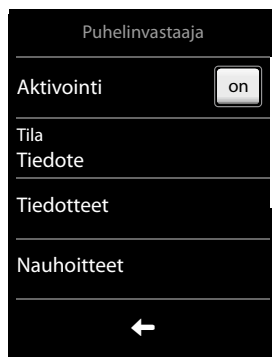 Puhelinvastaaja
Aktivointi
on
Tila
Tiedote
Tiedotteet
Nauhoitteet